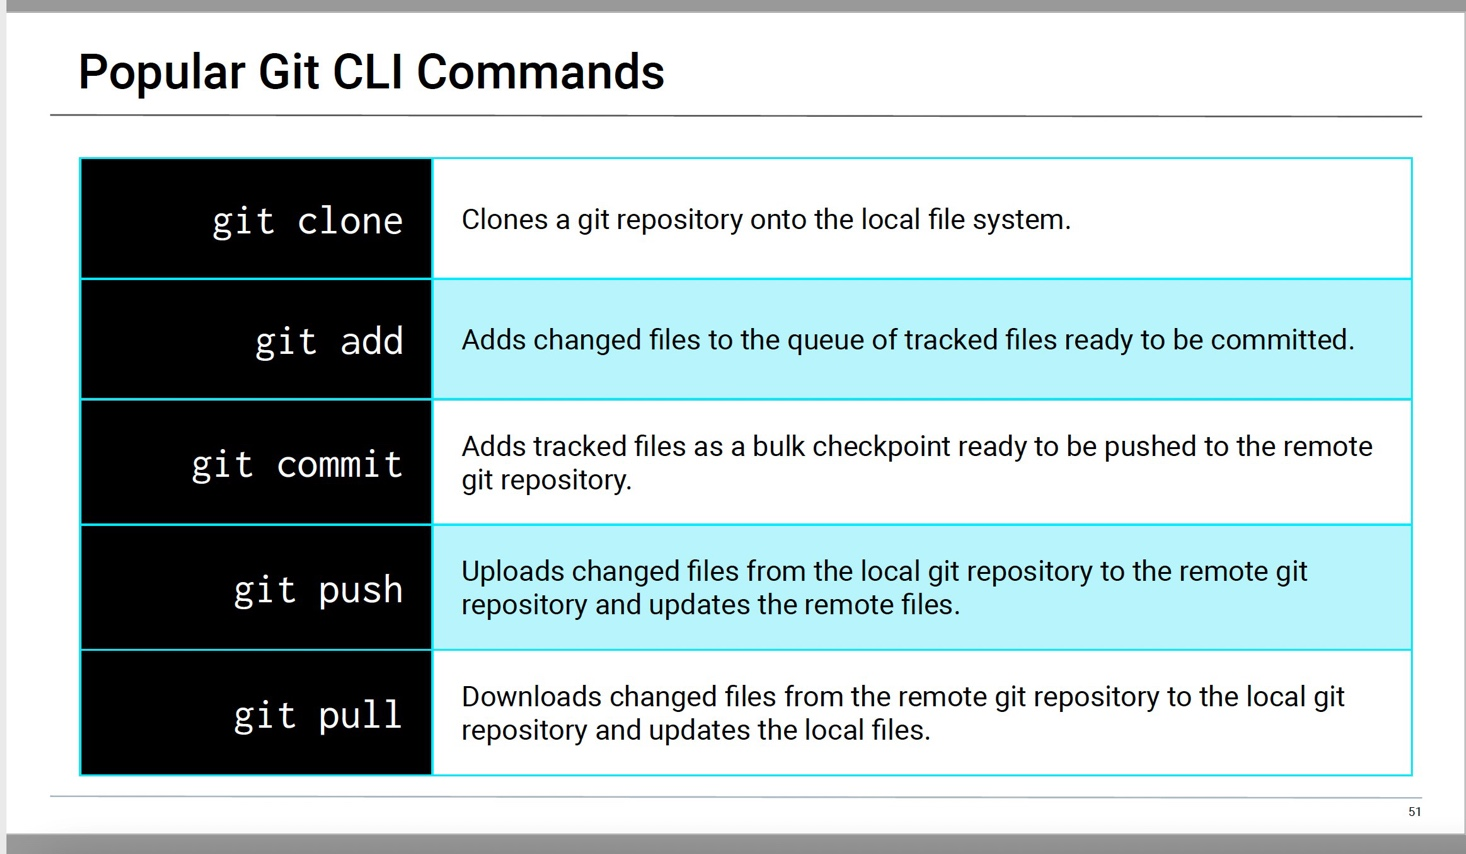 Popular Git CLI Commands
git clone
Clones a git repository onto the local file system.
git add
Adds changed files to the queue of tracked files ready to be committed.
git commit
Adds tracked files as a bulk checkpoint ready to be pushed to the remote
git repository.
git push
Uploads changed files from the local git repository to the remote git
repository and updates the remote files.
git pull
Downloads changed files from the remote git repository to the local git
repository and updates the local files.
51